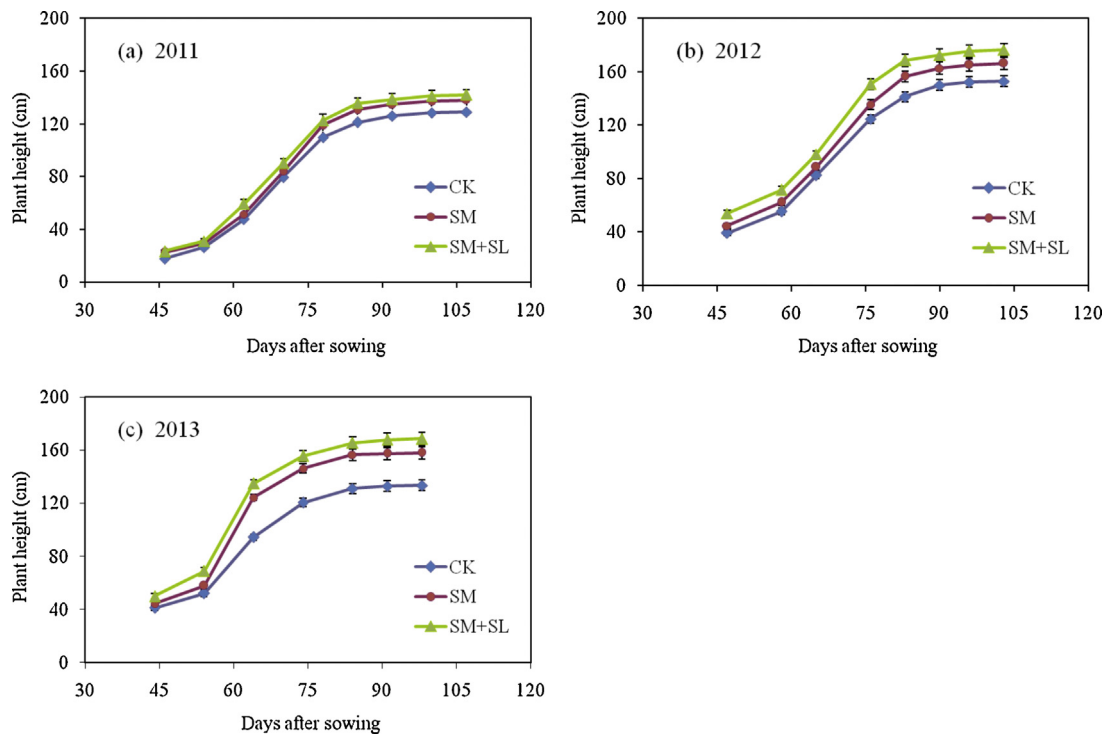 (a) 2011
Plant height (cm)
200
160
120
80
40
0
CK
SM
SM+SL
30 45 60 75 90 105 120
Days after sowing
(b) 2012
Plant height (cm)
200
160
120
80
40
0
CK
SM
SM+SL
30 45 60 75 90 105 120
Days after sowing
(c) 2013
Plant height (cm)
200
160
120
80
40
0
CK
SM
SM+SL
30 45 60 75 90 105 120
Days after sowing